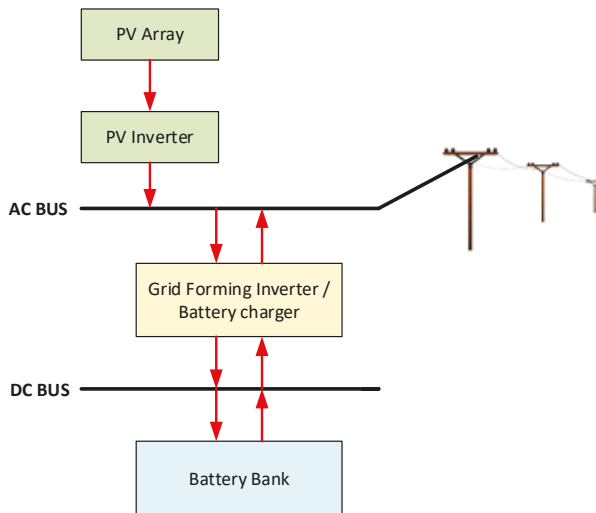 PV Array
PV Inverter
AC BUS
Grid Forming Inverter /
Battery charger
DC BUS
Battery Bank